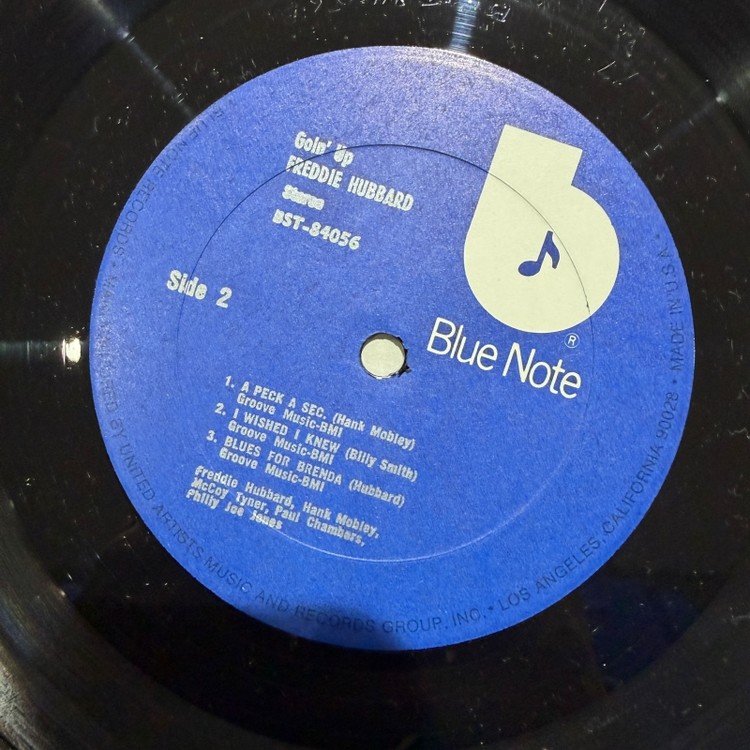 Goin' Up
FREDDIE HUBBARD
Stereo
BST-84056
Side 2
Blue Note
®
1. A PECK A SEC. (Hank Mobley)
Groove Music-BMI
2. I WISHED I KNEW (Billy Smith)
Groove Music-BMI
3. BLUES FOR BRENDA (Hubbard)
Groove Music-BMI
Freddie Hubbard, Hank Mobley,
McCoy Tyner, Paul Chambers,
Philly Joe Jones
BLUE NOTE RECORDS • MANUFACTURED BY UNITED ARTISTS MUSIC AND RECORDS GROUP, INC. • LOS ANGELES, CALIFORNIA 90028 • MADE IN U.S.A.